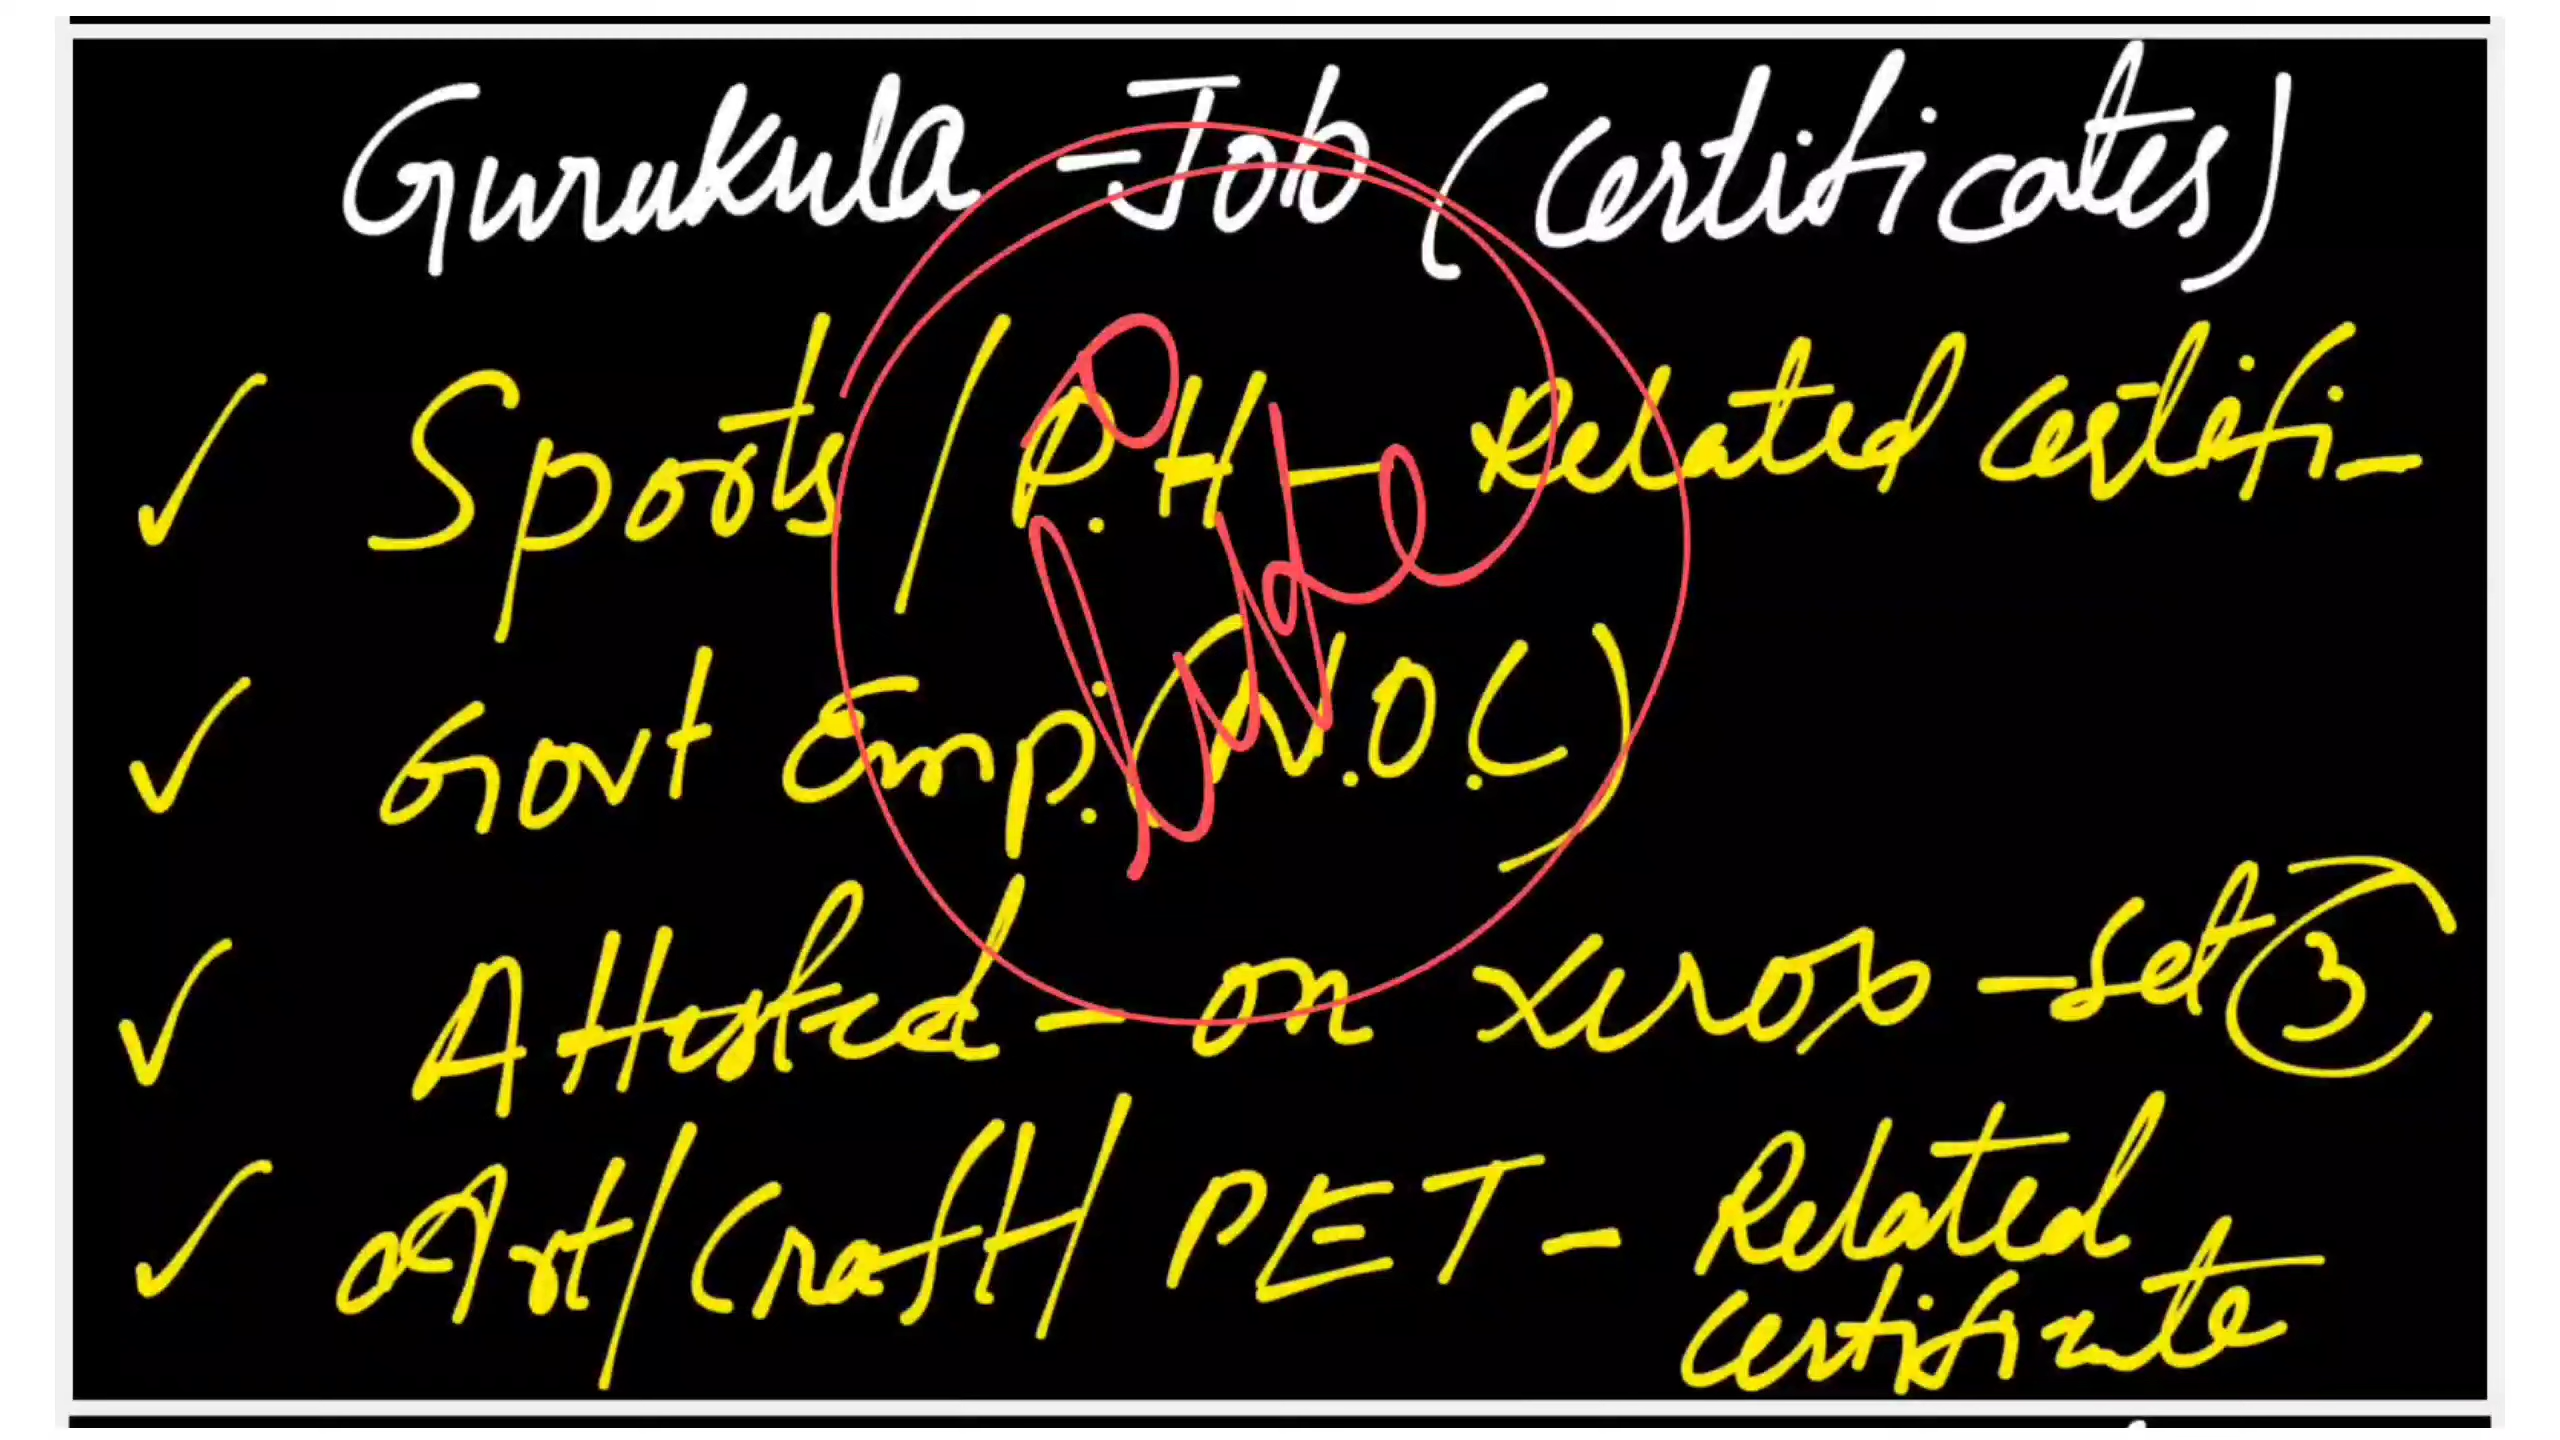 Gurukula - Job (Certificates)
✓ Sports / P.H - Related certifi-
✓ Govt Emp. (N.O.C)
✓ Attested - on xerox - set 3
✓ Art / Craft / PET - Related
certificate